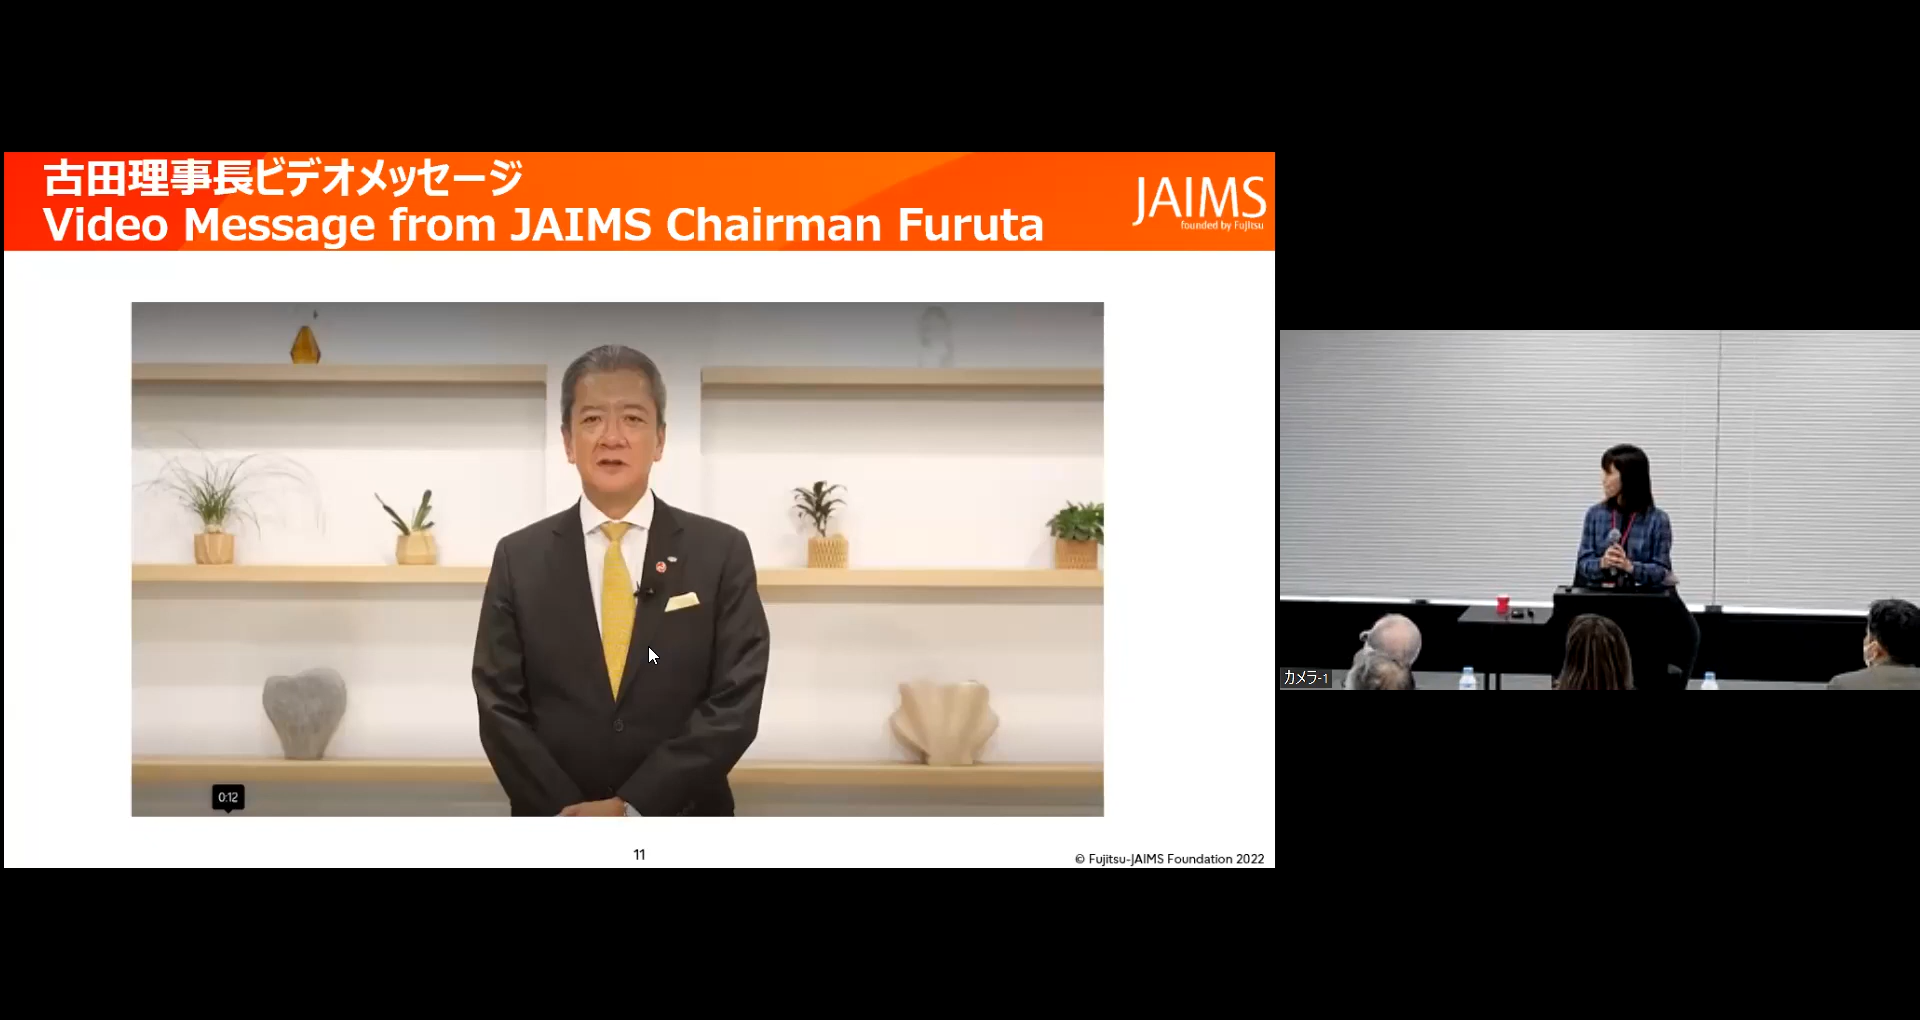 古田理事長ビデオメッセージ
Video Message from JAIMS Chairman Furuta
JAIMS
founded by Fujitsu
0:12
11
© Fujitsu-JAIMS Foundation 2022
カメラ-1